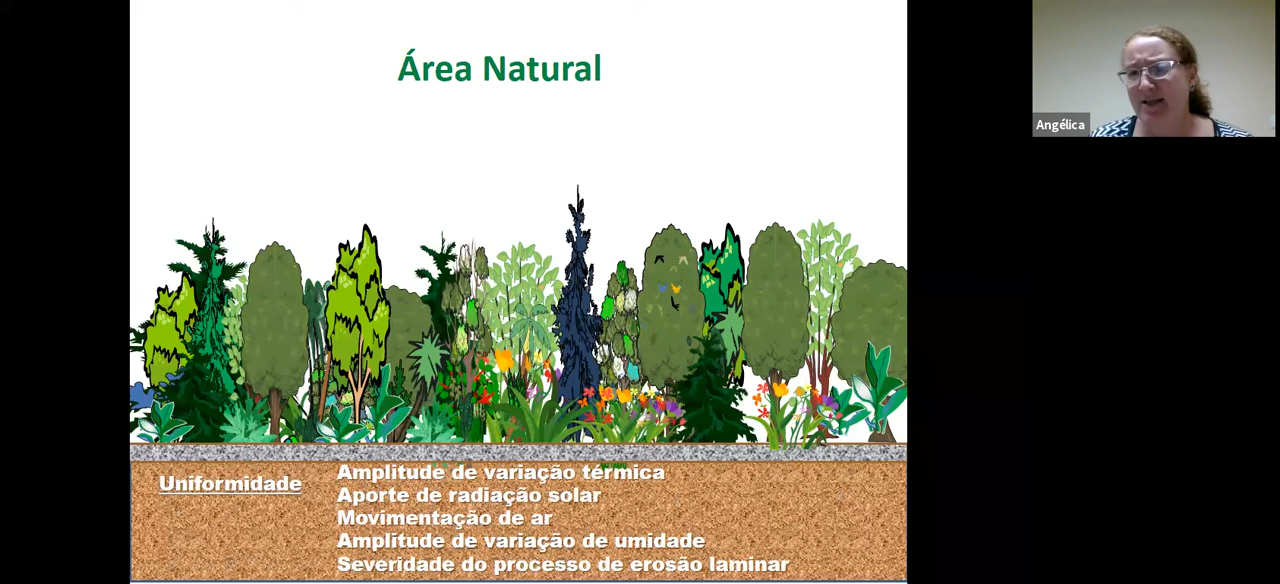 Área Natural
Angélica
Uniformidade
Amplitude de variação térmica
Aporte de radiação solar
Movimentação de ar
Amplitude de variação de umidade
Severidade do processo de erosão laminar